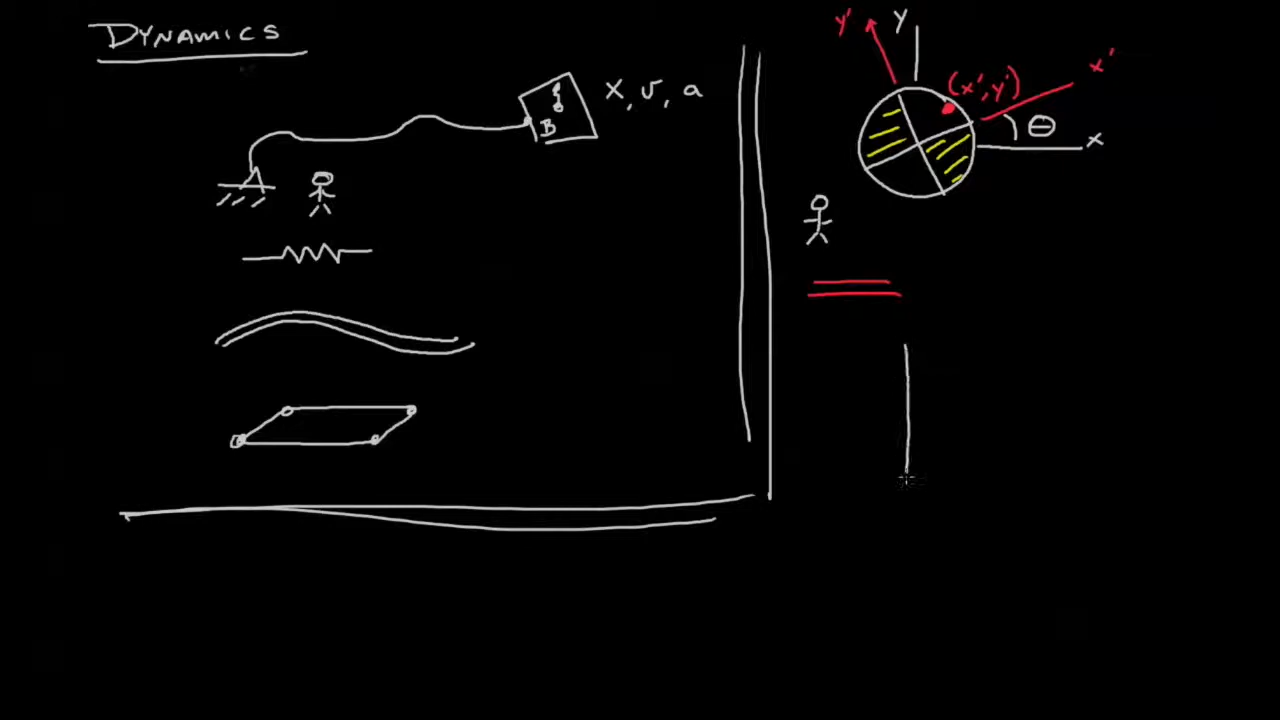 DYNAMICS
B
x, v, a
y'
y
x'
(x', y')
θ
x